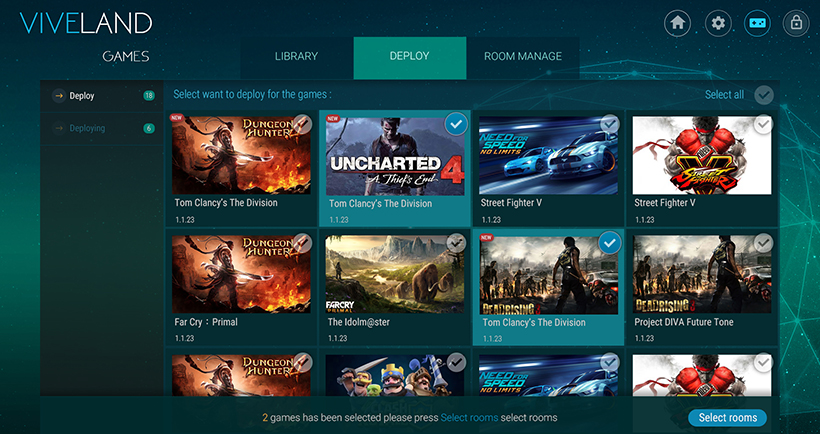 VIVELAND
GAMES
LIBRARY
DEPLOY
ROOM MANAGE
Deploy
18
Deploying
6
Select want to deploy for the games :
Select all
NEW
DUNGEON
HUNTER 4
Tom Clancy's The Division
1.1.23
NEW
UNCHARTED 4
A Thief's End
Tom Clancy's The Division
1.1.23
NEED FOR
SPEED
NO LIMITS
Street Fighter V
1.1.23
STREET
FIGHTER
Street Fighter V
1.1.23
DUNGEON
HUNTER 4
Far Cry : Primal
1.1.23
FARCRY
PRIMAL
The Idolm@ster
1.1.23
NEW
DEADRISING 3
Tom Clancy's The Division
1.1.23
DEADRISING 3
Project DIVA Future Tone
1.1.23
DUNGEON
HUNTER 4
NEED FOR
SPEED
NO LIMITS
2 games has been selected please press Select rooms select rooms
Select rooms